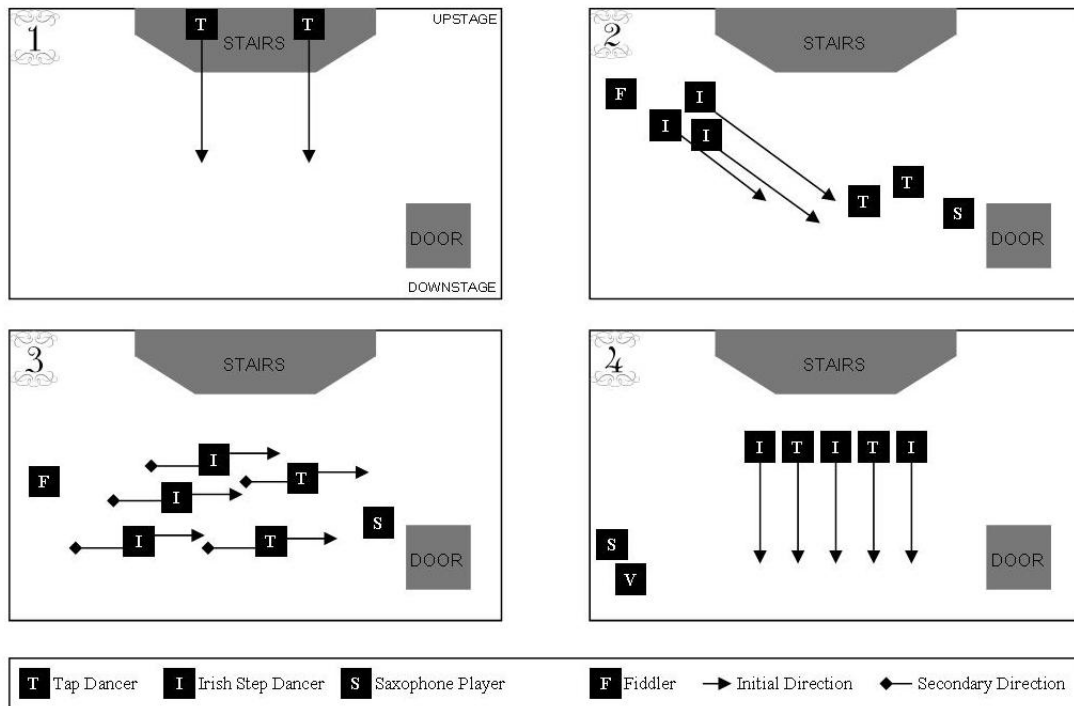 1
T
T
STAIRS
UPSTAGE
DOOR
DOWNSTAGE
2
STAIRS
F
I
I
I
T
T
S
DOOR
3
STAIRS
F
I
T
I
S
I
T
DOOR
4
STAIRS
I T I T I
S
V
DOOR
T Tap Dancer I Irish Step Dancer S Saxophone Player F Fiddler Initial Direction Secondary Direction